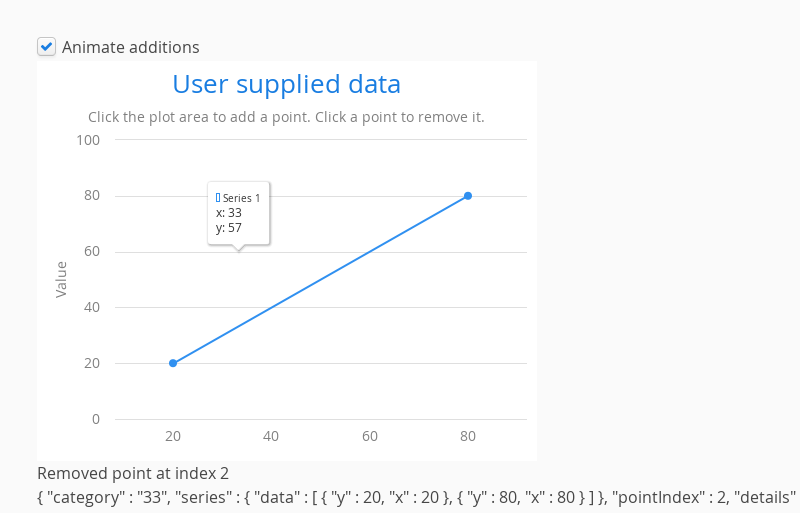 Animate additions
User supplied data
Click the plot area to add a point. Click a point to remove it.
100
80
60
40
20
0
Value
Series 1
x: 33
y: 57
20 40 60 80
Removed point at index 2
{ "category" : "33", "series" : { "data" : [ { "y" : 20, "x" : 20 }, { "y" : 80, "x" : 80 } ] }, "pointIndex" : 2, "details"